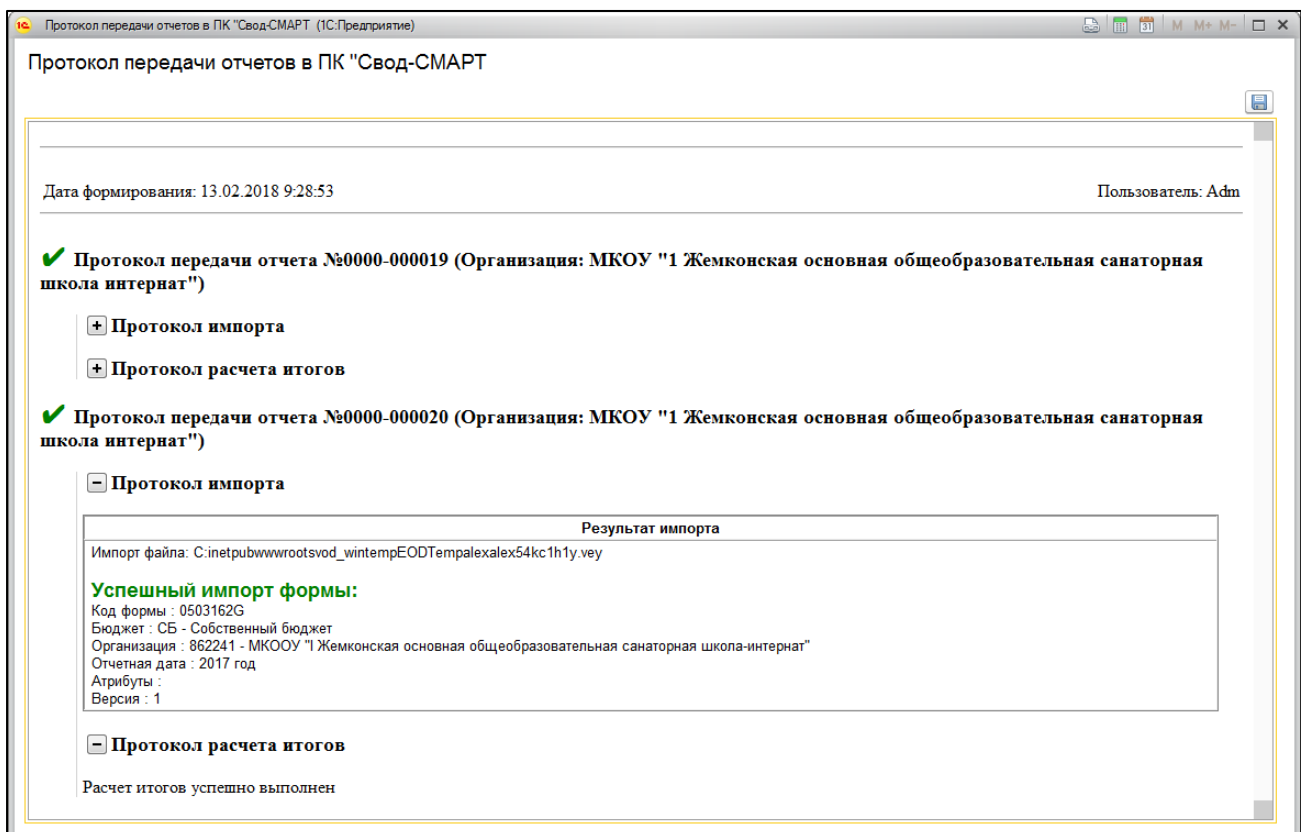 Протокол передачи отчетов в ПК "Свод-СМАРТ (1С:Предприятие)
31 M M+ M-
Протокол передачи отчетов в ПК "Свод-СМАРТ
Дата формирования: 13.02.2018 9:28:53
Пользователь: Adm
Протокол передачи отчета №0000-000019 (Организация: МКОУ "1 Жемконская основная общеобразовательная санаторная
школа интернат")
Протокол импорта
Протокол расчета итогов
Протокол передачи отчета №0000-000020 (Организация: МКОУ "1 Жемконская основная общеобразовательная санаторная
школа интернат")
Протокол импорта
Результат импорта
Импорт файла: C:inetpubwwwrootsvod_wintempEODTempalexalex54kc1h1y.vey
Успешный импорт формы:
Код формы : 0503162G
Бюджет : СБ - Собственный бюджет
Организация : 862241 - МКООУ "I Жемконская основная общеобразовательная санаторная школа-интернат"
Отчетная дата : 2017 год
Атрибуты :
Версия : 1
Протокол расчета итогов
Расчет итогов успешно выполнен